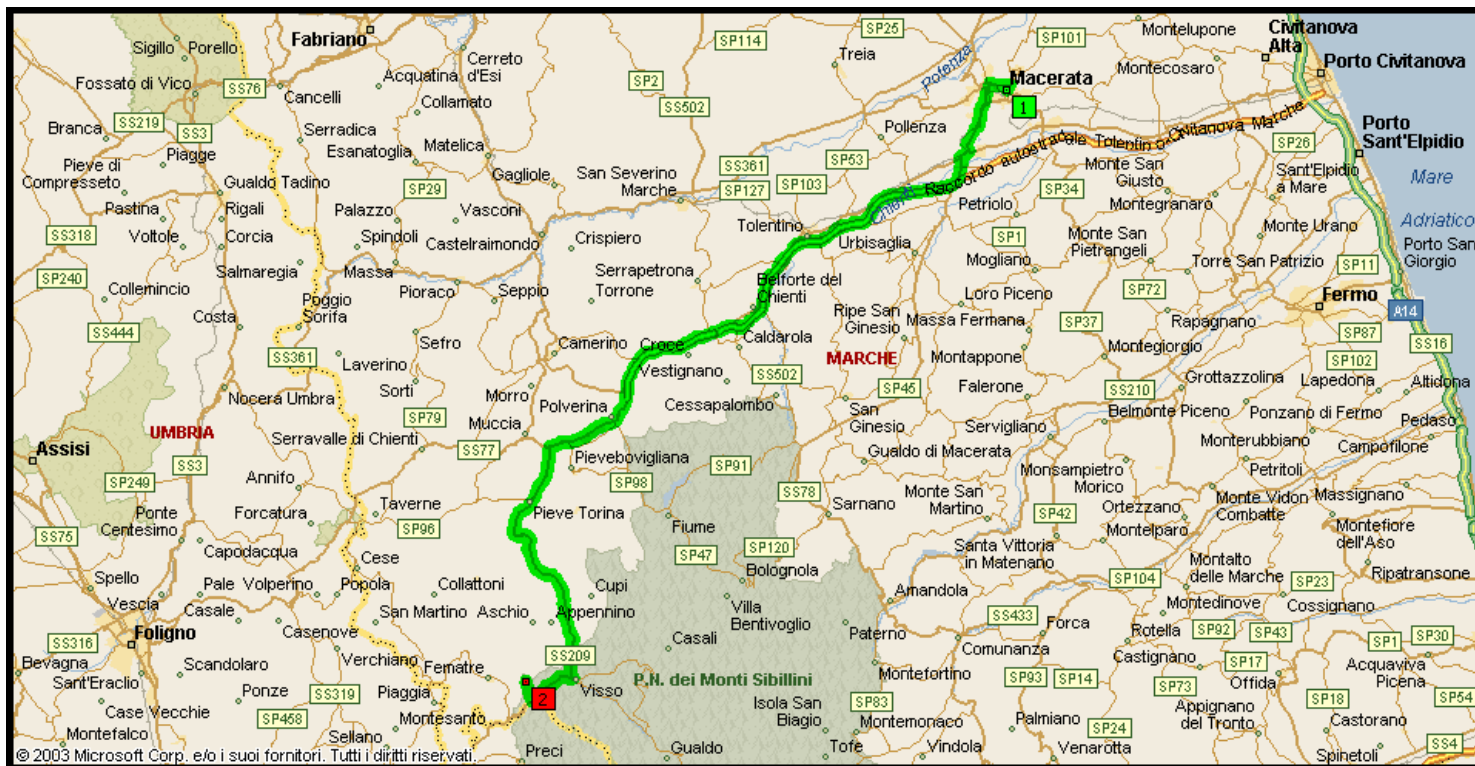 Sigillo
Porello
Fabriano
Cerreto
d'Esi
SP114
SP25
SP101
Montelupone
Civitanova
Alta
Treia
Potenza
Macerata
Montecosaro
Porto Civitanova
Fossato di Vico
SS76
Cancelli
Acquatina
Collamato
SP2
SS502
1
SS219
SS3
Branca
Serradica
Esanatoglia
Matelica
Pollenza
Raccordo autostradale Tolentino Civitanova Marche
Porto
Sant'Elpidio
SP26
Pieve di
Compresseto
Piagge
Gualdo Tadino
Gagliole
San Severino
Marche
SS361
SP53
SP127
SP103
Chienti
Monte San
Giusto
Sant'Elpidio
a Mare
Mare
Adriatico
SP29
SP34
Pastina
Rigali
Palazzo
Vasconi
Petriolo
Montegranaro
SS318
Voltole
Corcia
Spindoli
Castelraimondo
Crispiero
Tolentino
Urbisaglia
SP1
Monte San
Pietrangeli
Monte Urano
Porto San
Giorgio
SP240
Salmaregia
Massa
Serrapetrona
Torrone
Belforte del
Chienti
Mogliano
Torre San Patrizio
SP11
Collemincio
Pioraco
Seppio
Loro Piceno
SP72
Fermo
Poggio
Sorifa
Ripe San
Ginesio
Massa Fermana
SP37
Rapagnano
A14
SS444
Costa
Sefro
Camerino
Croce
Caldarola
SP87
SS16
SS361
Laverino
Vestignano
MARCHE
Montappone
Montegiorgio
SP102
Sorti
Morro
SS502
SP45
Falerone
SS210
Grottazzolina
Lapedona
Altidona
Nocera Umbra
SP79
Polverina
Cessapalombo
San
Ginesio
Belmonte Piceno
Ponzano di Fermo
Pedaso
UMBRIA
Serravalle di Chienti
Muccia
Servigliano
Monterubbiano
Campofilone
Assisi
SS3
SS77
Pievebovigliana
SP91
Gualdo di Macerata
Monsampietro
Morico
Petritoli
SP249
Annifo
SP98
SS78
Sarnano
Monte San
Martino
Monte Vidon
Combatte
Massignano
Ponte
Centesimo
Forcatura
Taverne
SP96
Pieve Torina
Fiume
SP42
Ortezzano
Montelparo
Montefiore
dell'Aso
SS75
Capodacqua
Cese
SP47
SP120
Bolognola
Santa Vittoria
in Matenano
Montalto
delle Marche
Ripatransone
Spello
Vescia
Pale
Volperino
Popola
Collattoni
Cupi
Amandola
SP104
SP23
Casale
San Martino
Aschio
Appennino
Villa
Bentivoglio
SS433
Montedinove
Cossignano
SS316
Foligno
Casenove
Casali
Paterno
Forca
Rotella
SP92
SP43
SP1
SP30
Bevagna
Scandolaro
Verchiano
Fematre
SS209
P.N. dei Monti Sibillini
Montefortino
Comunanza
Castignano
SP17
Acquaviva
Picena
Sant'Eraclio
Ponze
SS319
Piaggia
2
Visso
SP93
SP14
SP73
Offida
SP18
SP54
Case Vecchie
SP458
Montesanto
Isola San
Biagio
SP83
Montemonaco
Palmiano
Appignano
del Tronto
Castorano
Montefalco
Sellano
SP24
Preci
Gualdo
Tofe
Vindola
Venarotta
Spinetoli
SS4
© 2003 Microsoft Corp. e/o i suoi fornitori. Tutti i diritti riservati.